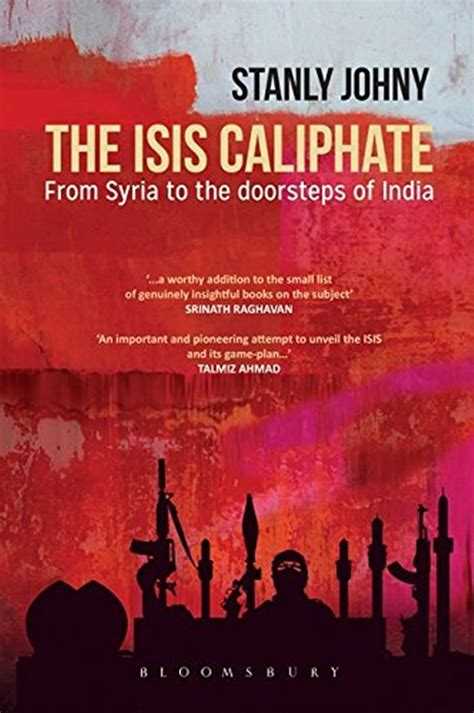 STANLY JOHNY
THE ISIS CALIPHATE
From Syria to the doorsteps of India
‘...a worthy addition to the small list
of genuinely insightful books on the subject’
SRINATH RAGHAVAN
‘An important and pioneering attempt to unveil the ISIS
and its game-plan...’
TALMIZ AHMAD
BLOOMSBURY